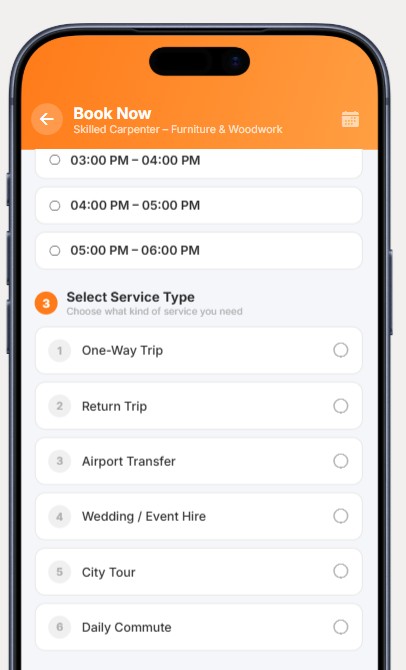 Book Now
Skilled Carpenter – Furniture & Woodwork
03:00 PM – 04:00 PM
04:00 PM – 05:00 PM
05:00 PM – 06:00 PM
3 Select Service Type
Choose what kind of service you need
1 One-Way Trip
2 Return Trip
3 Airport Transfer
4 Wedding / Event Hire
5 City Tour
6 Daily Commute